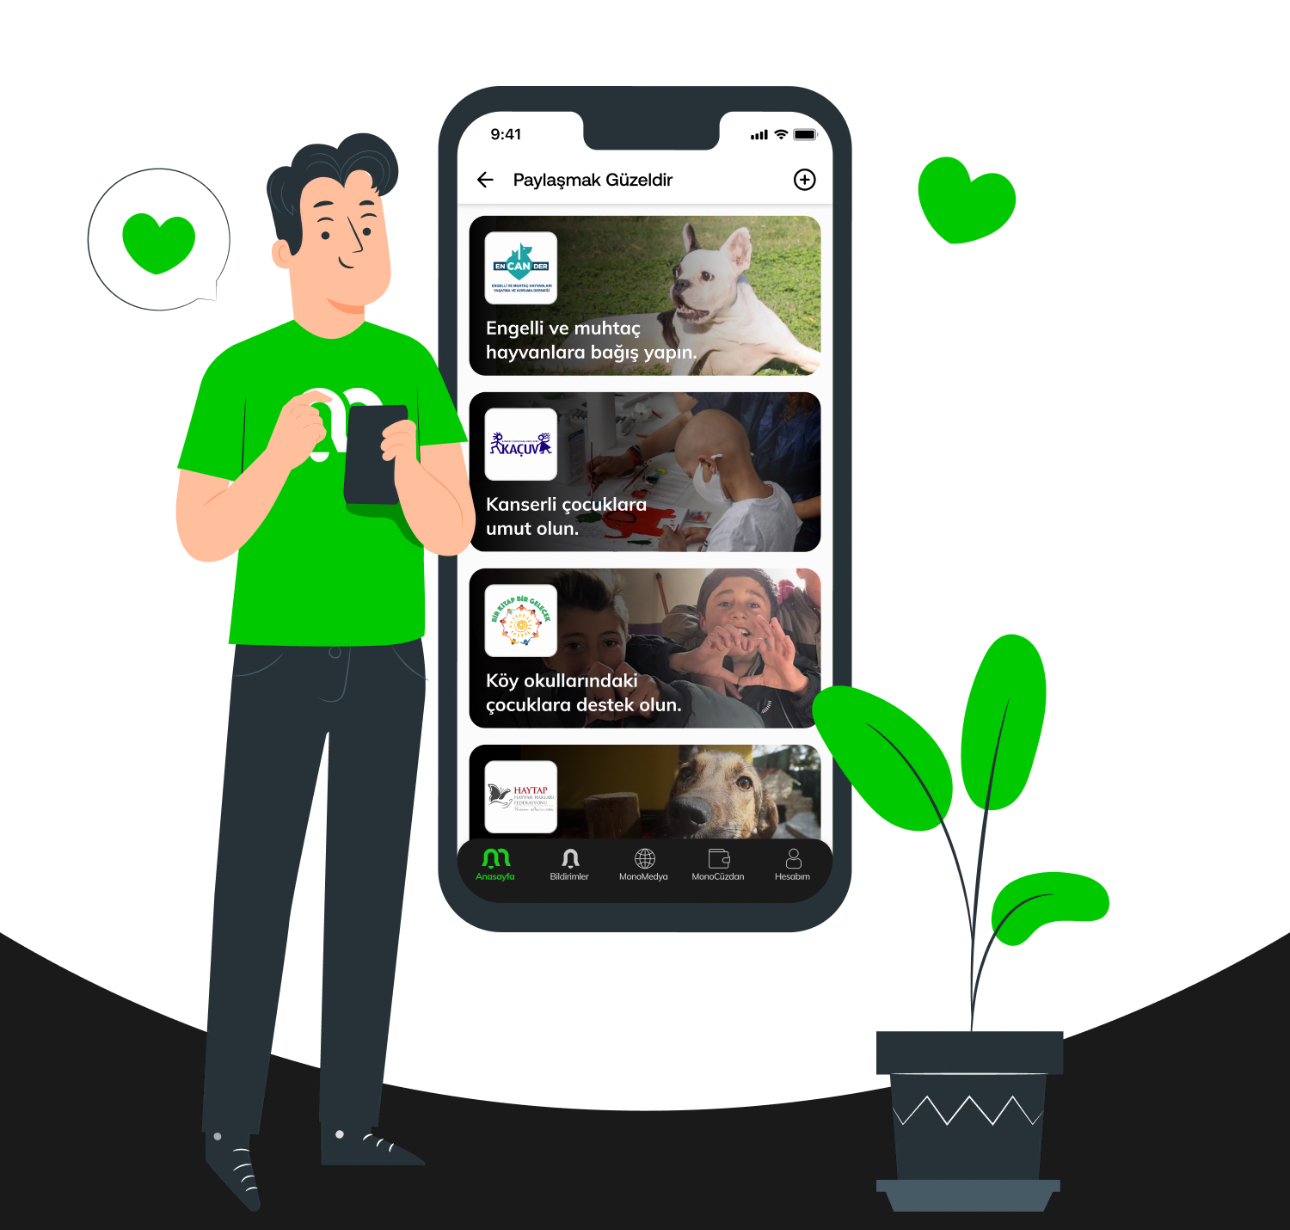 9:41
Paylaşmak Güzeldir
EN CAN DER
ENGELLİ VE MUHTAÇ HAYVANLARI
YAŞATMA VE KORUMA DERNEĞİ
Engelli ve muhtaç
hayvanlara bağış yapın.
KAÇUV
Kanserli çocuklara
umut olun.
BİR KİTAP BİR GELECEK
Köy okullarındaki
çocuklara destek olun.
HAYTAP
HAYVAN HAKLARI
FEDERASYONU
Anasayfa
Bildirimler
MonoMedya
MonoCüzdan
Hesabım